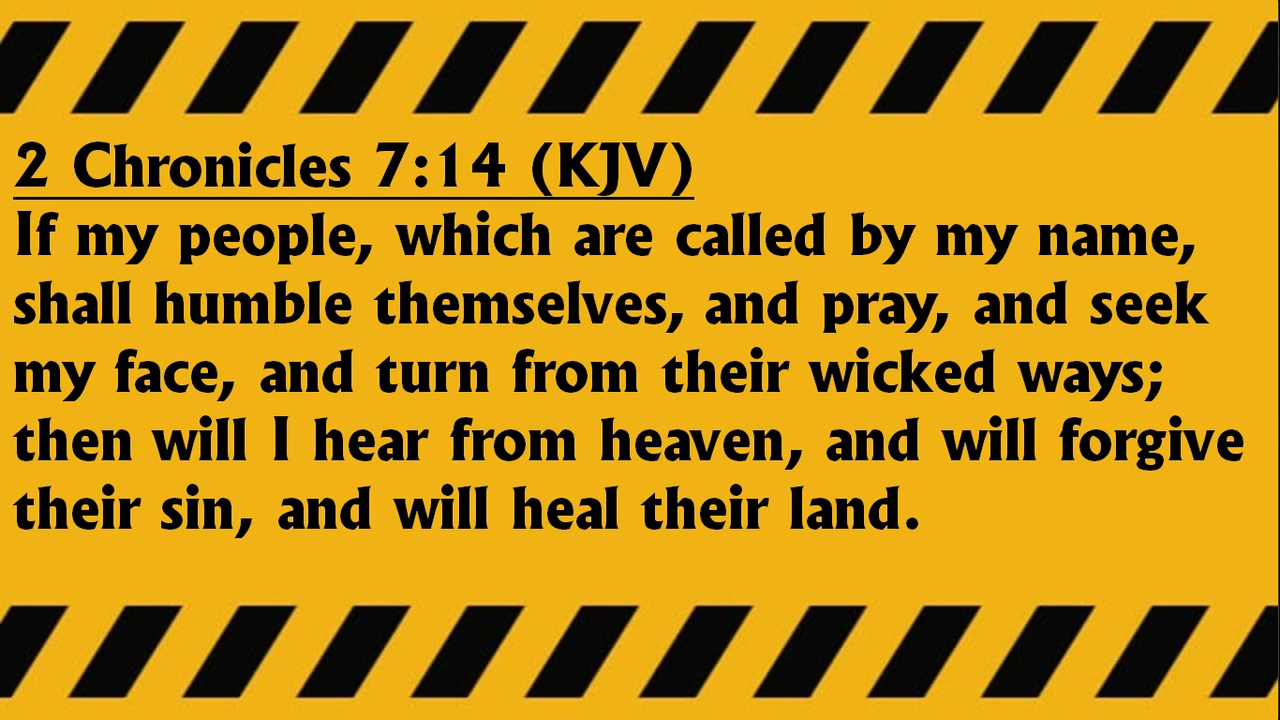 2 Chronicles 7:14 (KJV)
If my people, which are called by my name,
shall humble themselves, and pray, and seek
my face, and turn from their wicked ways;
then will I hear from heaven, and will forgive
their sin, and will heal their land.